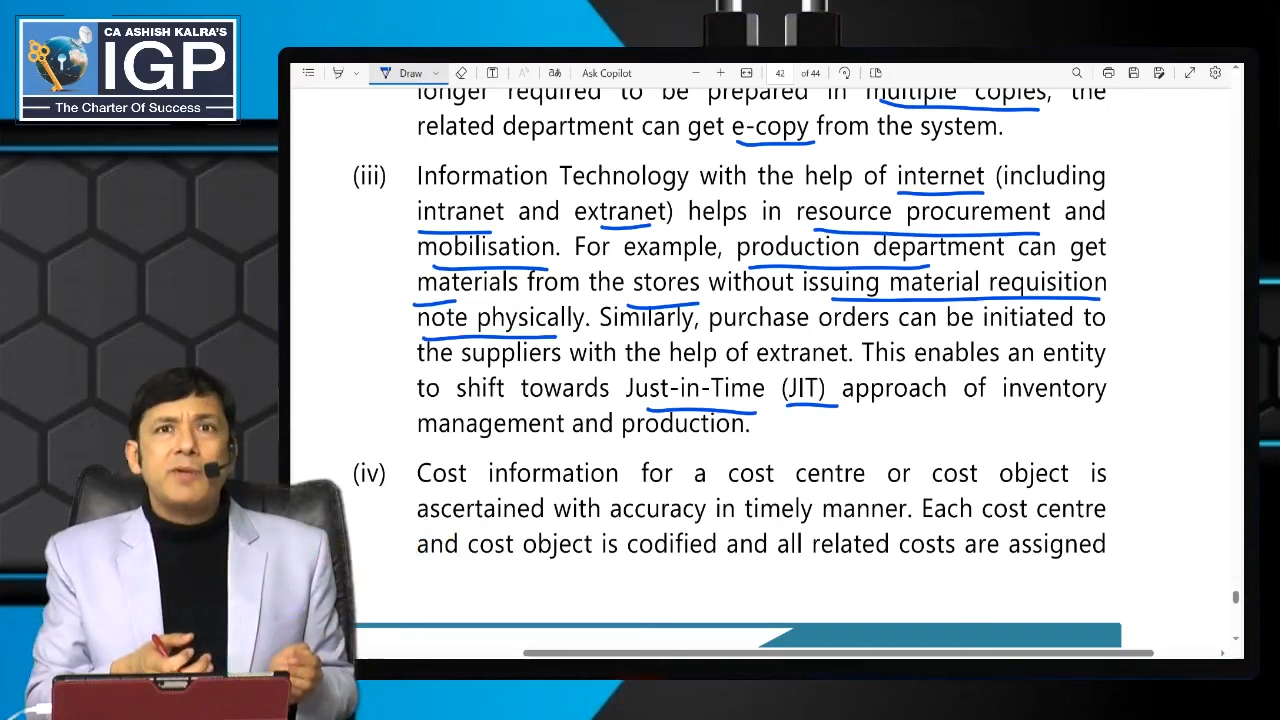 CA ASHISH KALRA'S
IGP
The Charter Of Success
Draw
Ask Copilot
42 of 44
longer required to be prepared in multiple copies, the
related department can get e-copy from the system.
(iii) Information Technology with the help of internet (including
intranet and extranet) helps in resource procurement and
mobilisation. For example, production department can get
materials from the stores without issuing material requisition
note physically. Similarly, purchase orders can be initiated to
the suppliers with the help of extranet. This enables an entity
to shift towards Just-in-Time (JIT) approach of inventory
management and production.
(iv) Cost information for a cost centre or cost object is
ascertained with accuracy in timely manner. Each cost centre
and cost object is codified and all related costs are assigned